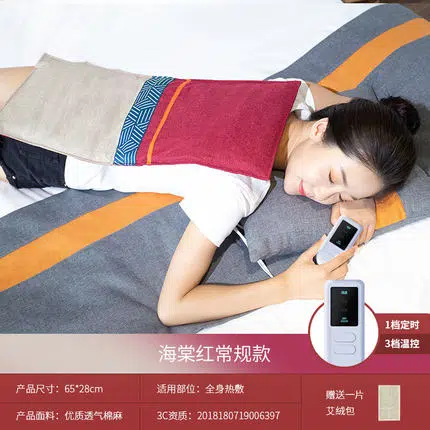 1档定时
3档温控
海棠红常规款
产品尺寸：65*28cm
适用部位：全身热敷
赠送一片
艾绒包
产品面料：优质透气棉麻
3C资质：2018180719006397